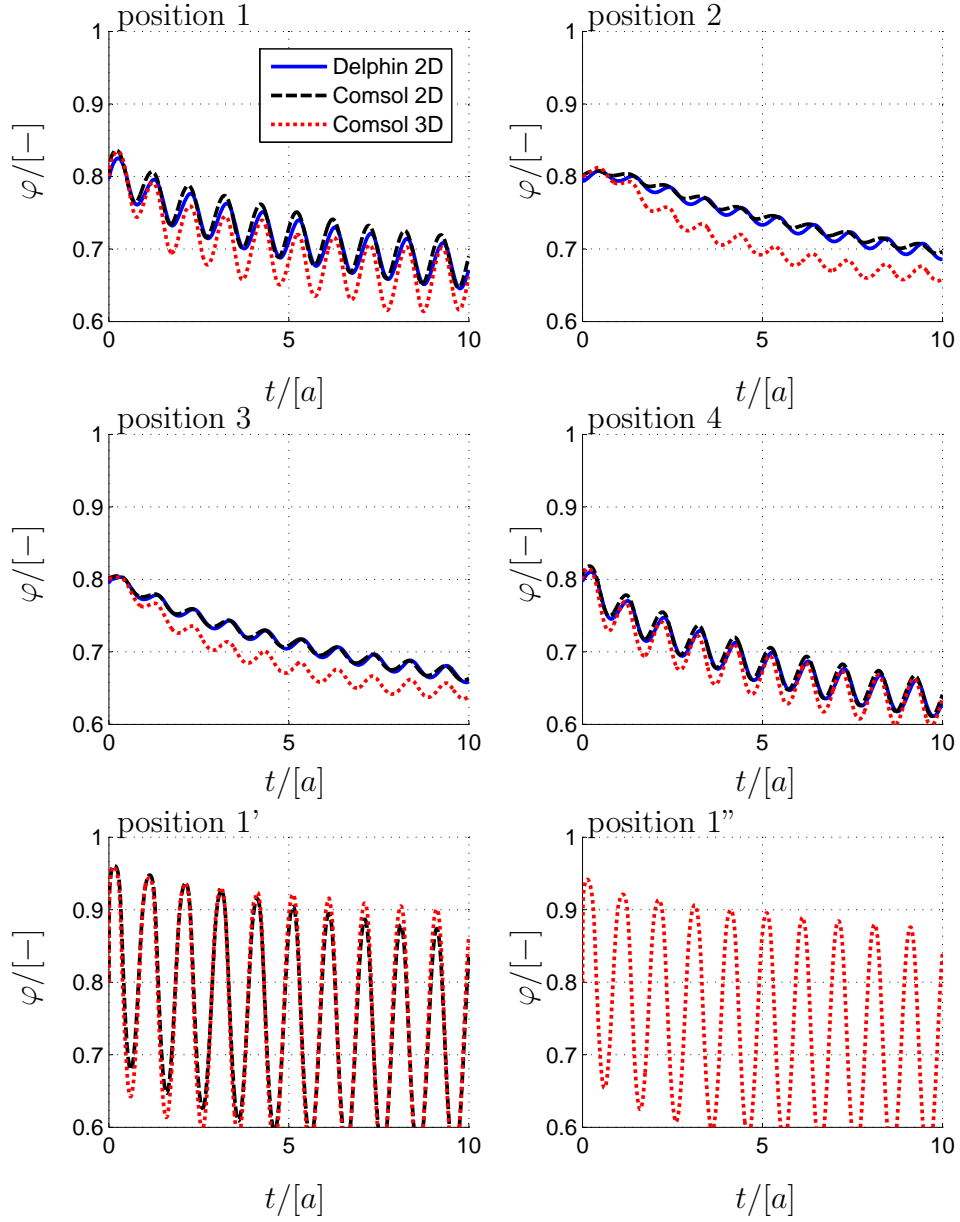 position 1
1
0.9
0.8
0.7
0.6
0
5
10
φ/[−]
t/[a]
Delphin 2D
Comsol 2D
Comsol 3D
position 2
1
0.9
0.8
0.7
0.6
0
5
10
φ/[−]
t/[a]
position 3
1
0.9
0.8
0.7
0.6
0
5
10
φ/[−]
t/[a]
position 4
1
0.9
0.8
0.7
0.6
0
5
10
φ/[−]
t/[a]
position 1'
1
0.9
0.8
0.7
0.6
0
5
10
φ/[−]
t/[a]
position 1”
1
0.9
0.8
0.7
0.6
0
5
10
φ/[−]
t/[a]